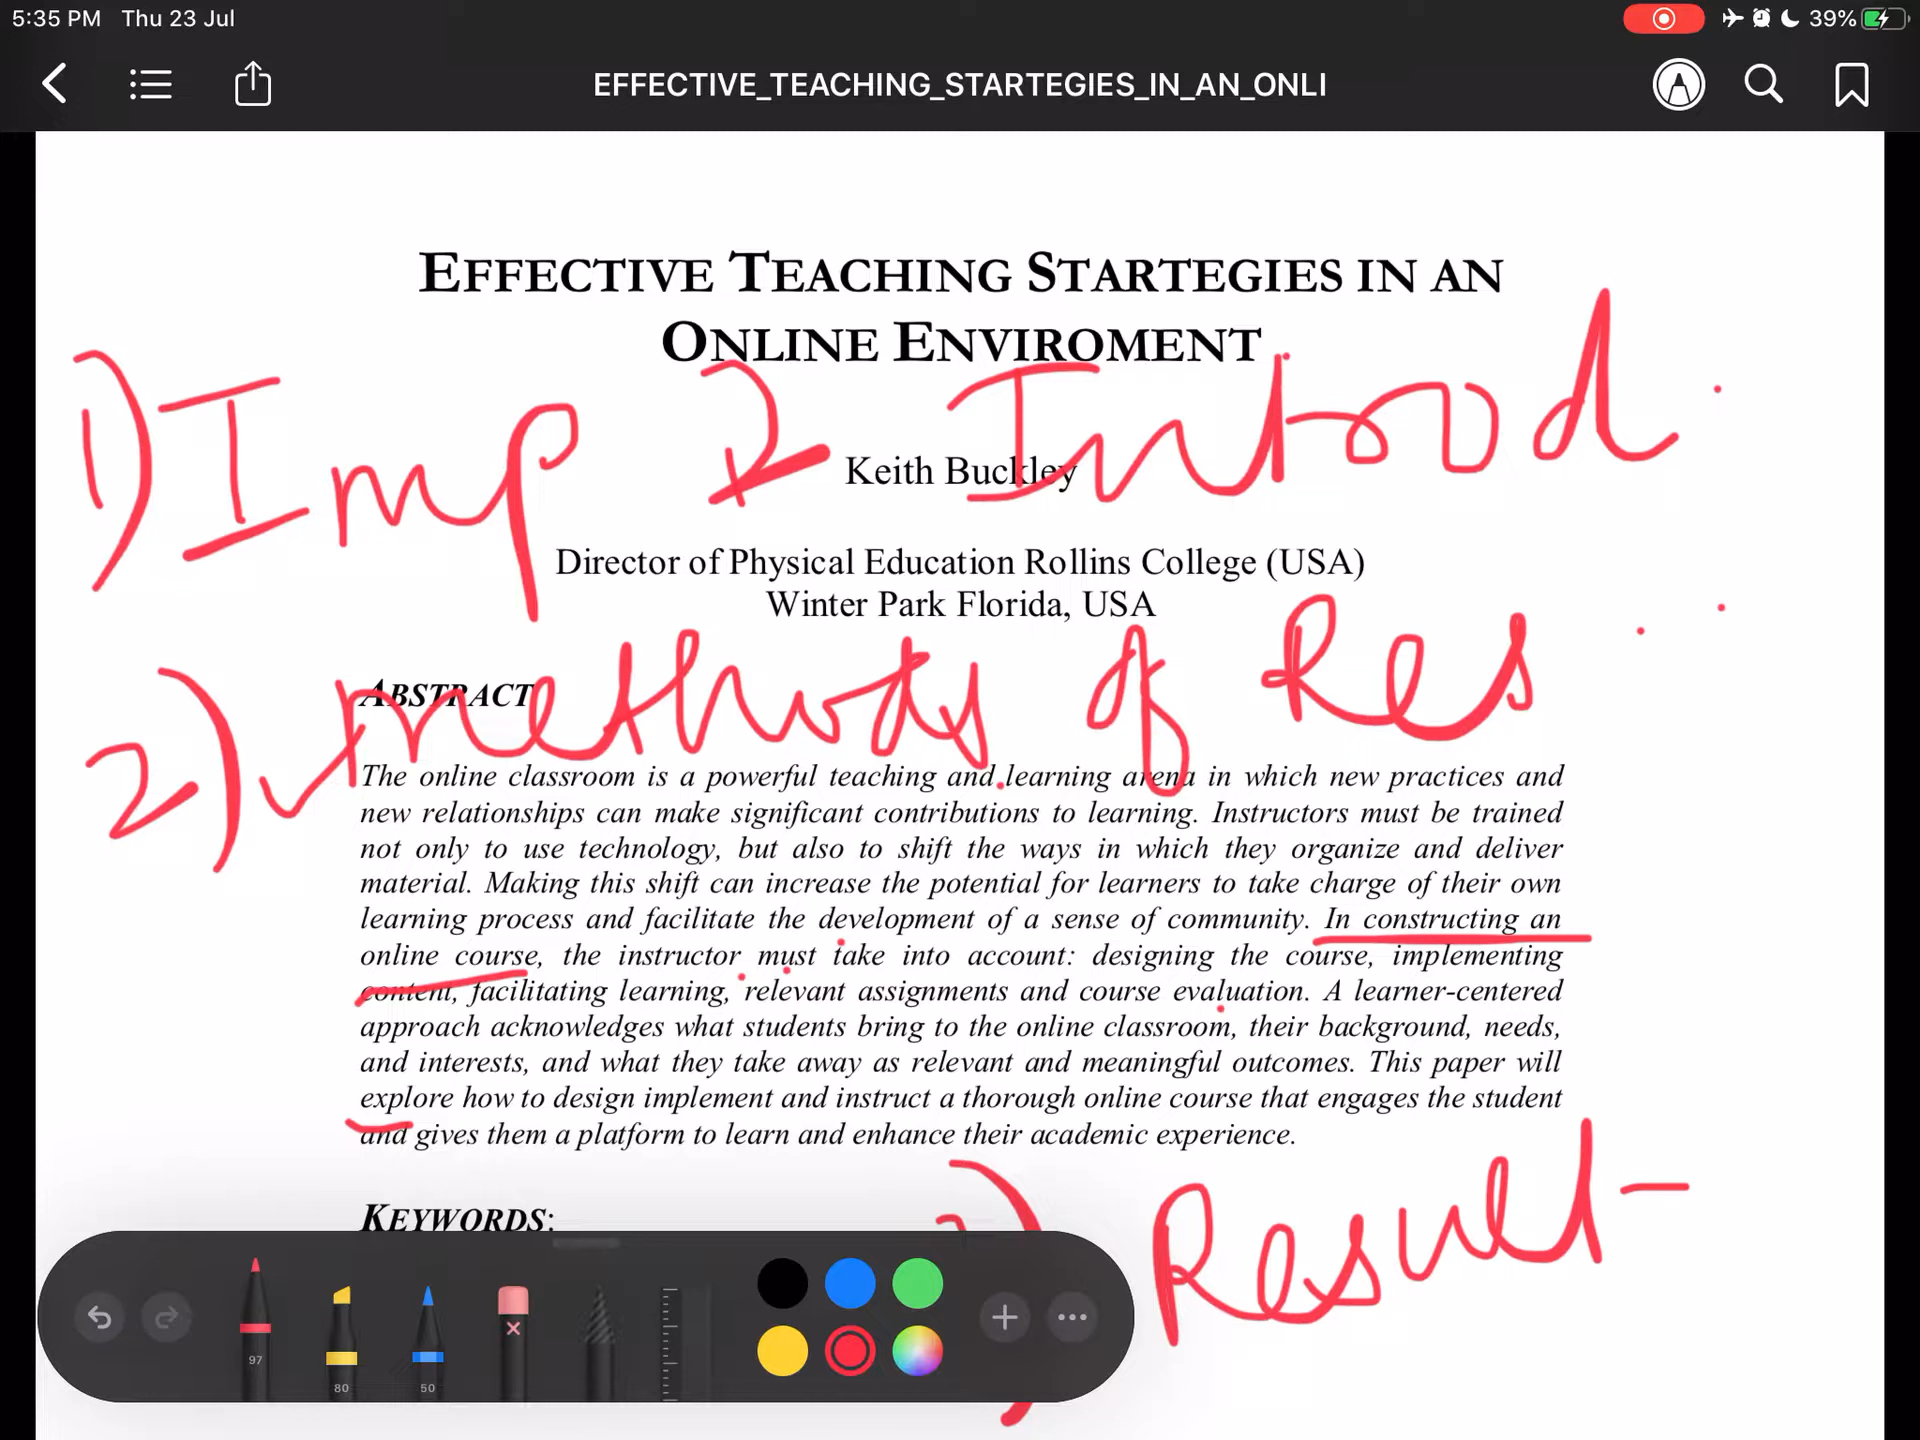 5:35 PM Thu 23 Jul 39%
EFFECTIVE_TEACHING_STARTEGIES_IN_AN_ONLI
EFFECTIVE TEACHING STARTEGIES IN AN
ONLINE ENVIROMENT
1) Imp 2 Introd
Keith Buckley
Director of Physical Education Rollins College (USA)
Winter Park Florida, USA
2) methods of Res
ABSTRACT
The online classroom is a powerful teaching and learning arena in which new practices and
new relationships can make significant contributions to learning. Instructors must be trained
not only to use technology, but also to shift the ways in which they organize and deliver
material. Making this shift can increase the potential for learners to take charge of their own
learning process and facilitate the development of a sense of community. In constructing an
online course, the instructor must take into account: designing the course, implementing
content, facilitating learning, relevant assignments and course evaluation. A learner-centered
approach acknowledges what students bring to the online classroom, their background, needs,
and interests, and what they take away as relevant and meaningful outcomes. This paper will
explore how to design implement and instruct a thorough online course that engages the student
and gives them a platform to learn and enhance their academic experience.
Result-
KEYWORDS:
97
80
50